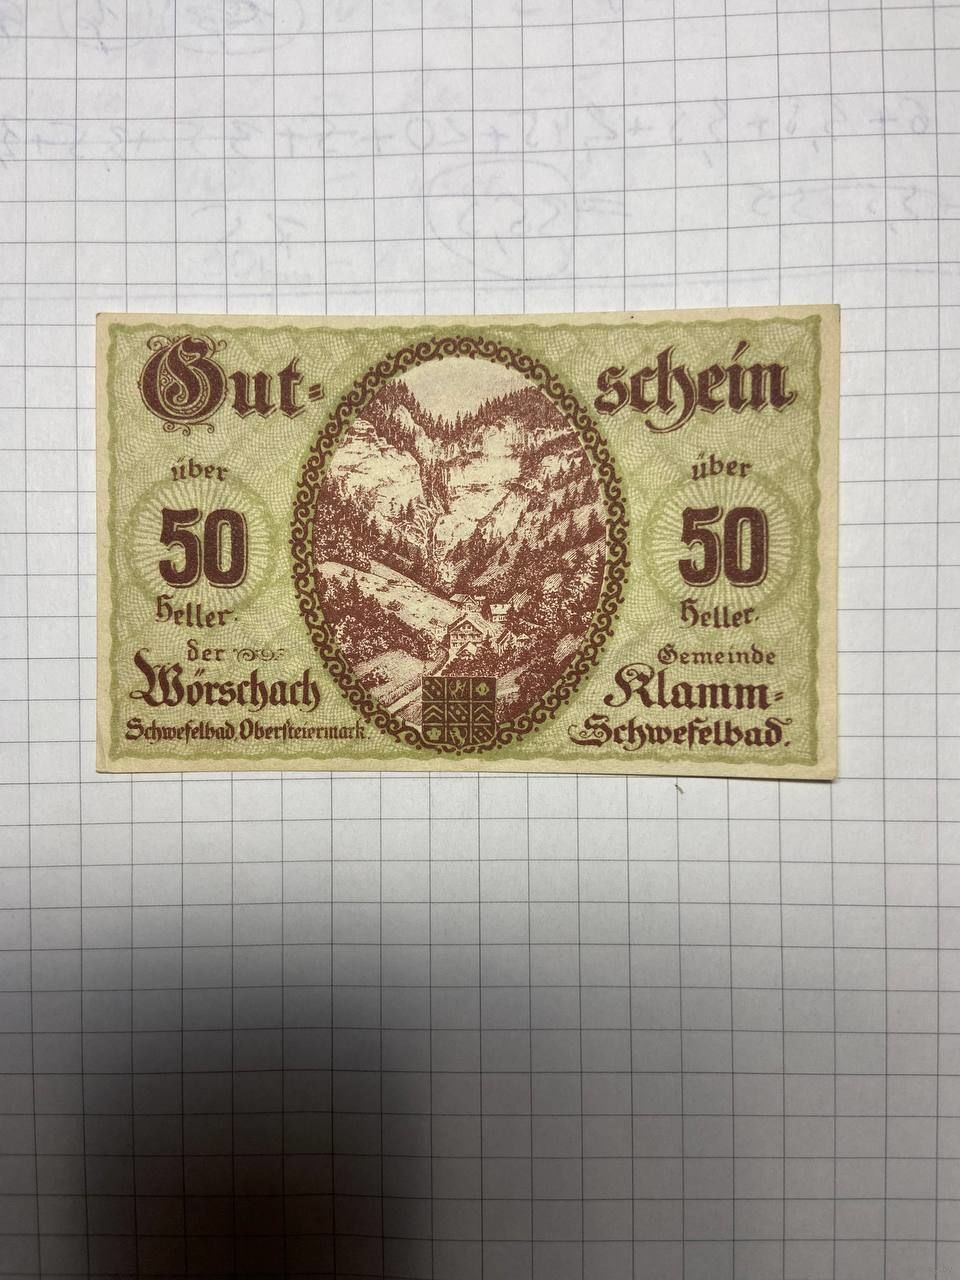 Gut=
schein
über
50
Heller.
der
Wörschach
Schwefelbad, Obersteiermark.
über
50
Heller.
Gemeinde
Klamm=
Schwefelbad.